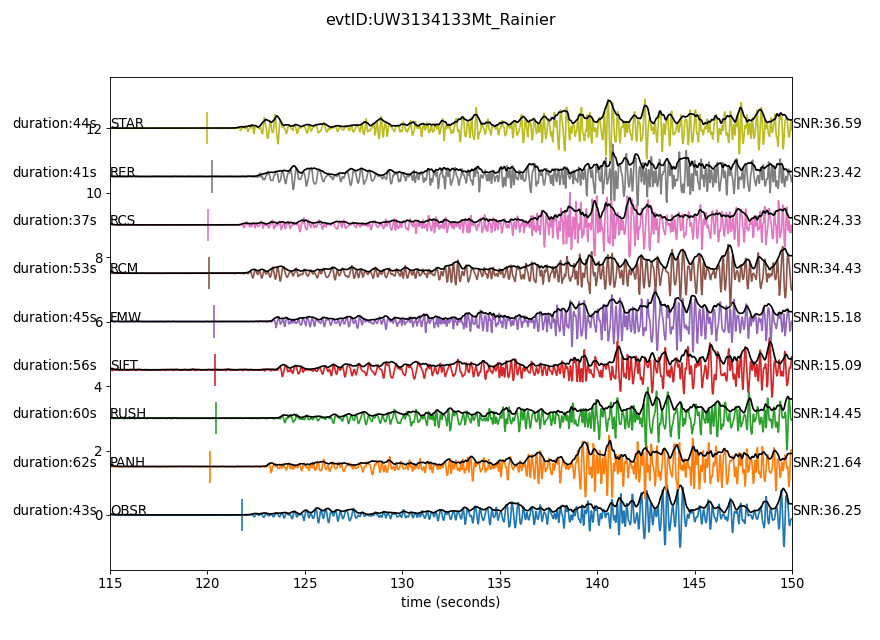 evtID:UW3134133Mt_Rainier
duration:44s STAR SNR:36.59
12
duration:41s RER SNR:23.42
10
duration:37s RCS SNR:24.33
8
duration:53s RCM SNR:34.43
duration:45s FMW SNR:15.18
6
duration:56s SIFT SNR:15.09
4
duration:60s RUSH SNR:14.45
2
duration:62s PANH SNR:21.64
duration:43s OBSR SNR:36.25
0
115 120 125 130 135 140 145 150
time (seconds)